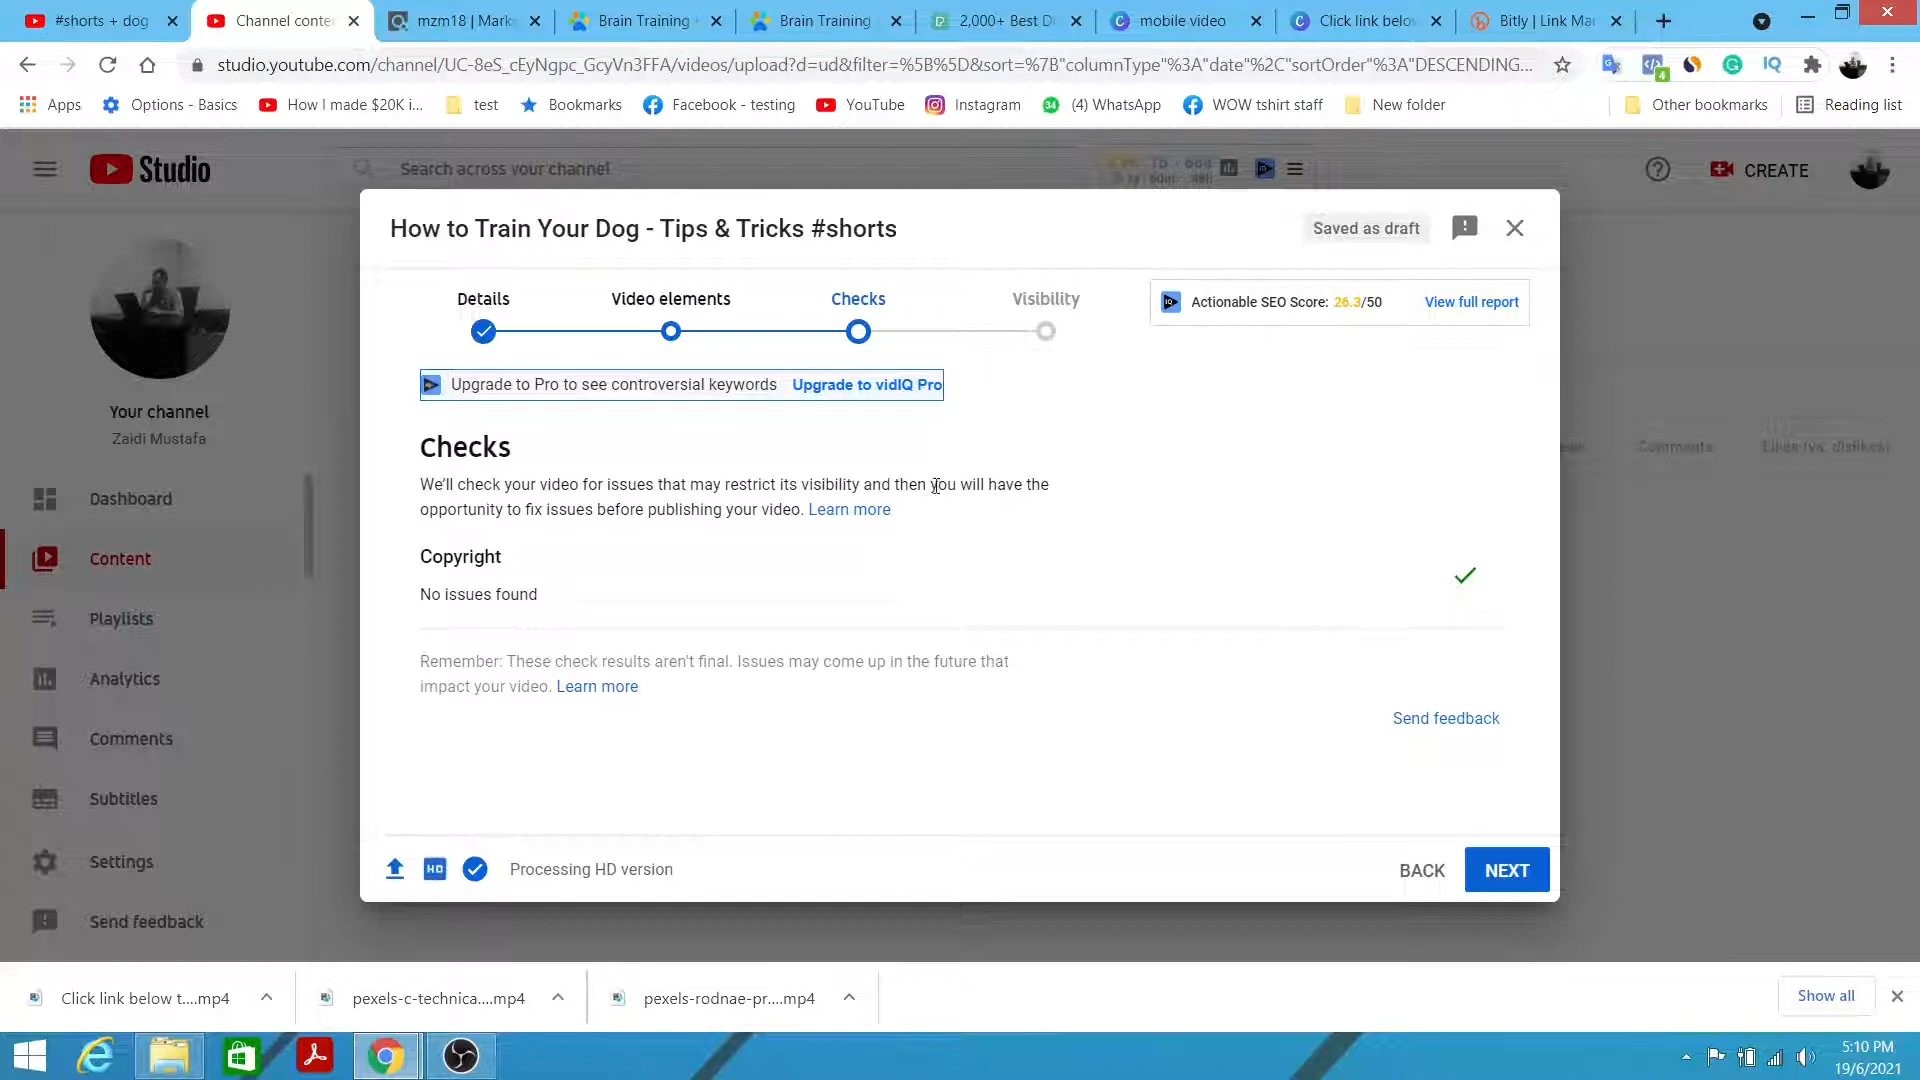 #shorts + dog
Channel conte
mzm18 | Mark
Brain Training
Brain Training
2,000+ Best D
mobile video
Click link belo
Bitly | Link Ma
studio.youtube.com/channel/UC-8eS_cEyNgpc_GcyVn3FFA/videos/upload?d=ud&filter=%5B%5D&sort=%7B"columnType"%3A"date"%2C"sortOrder"%3A"DESCENDING...
4
IQ
Apps
Options - Basics
How I made $20K i...
test
Bookmarks
Facebook - testing
YouTube
Instagram
34
(4) WhatsApp
WOW tshirt staff
New folder
Other bookmarks
Reading list
Studio
Search across your channel
CREATE
How to Train Your Dog - Tips & Tricks #shorts
Saved as draft
Details
Video elements
Checks
Visibility
Actionable SEO Score: 26.3/50
View full report
Upgrade to Pro to see controversial keywords
Upgrade to vidIQ Pro
Your channel
Zaidi Mustafa
Comments
Likes (vs. dislikes)
Checks
We'll check your video for issues that may restrict its visibility and then you will have the
opportunity to fix issues before publishing your video. Learn more
Copyright
No issues found
Remember: These check results aren't final. Issues may come up in the future that
impact your video. Learn more
Send feedback
Dashboard
Content
Playlists
Analytics
Comments
Subtitles
Settings
Send feedback
HD
Processing HD version
BACK
NEXT
Click link below t....mp4
pexels-c-technica....mp4
pexels-rodnae-pr....mp4
Show all
5:10 PM
19/6/2021